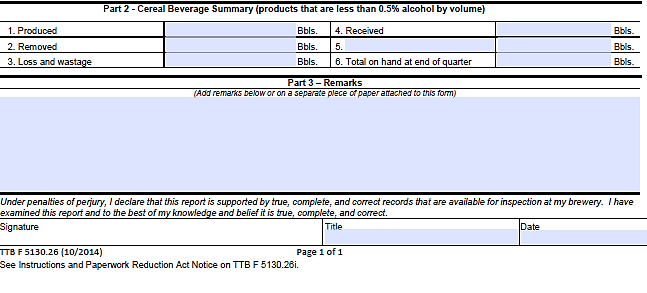 Part 2 - Cereal Beverage Summary (products that are less than 0.5% alcohol by volume)
1. Produced Bbls. 4. Received Bbls.
2. Removed Bbls. 5. Bbls.
3. Loss and wastage Bbls. 6. Total on hand at end of quarter Bbls.
Part 3 – Remarks
(Add remarks below or on a separate piece of paper attached to this form)
Under penalties of perjury, I declare that this report is supported by true, complete, and correct records that are available for inspection at my brewery. I have
examined this report and to the best of my knowledge and belief it is true, complete, and correct.
Signature Title Date
TTB F 5130.26 (10/2014) Page 1 of 1
See Instructions and Paperwork Reduction Act Notice on TTB F 5130.26i.